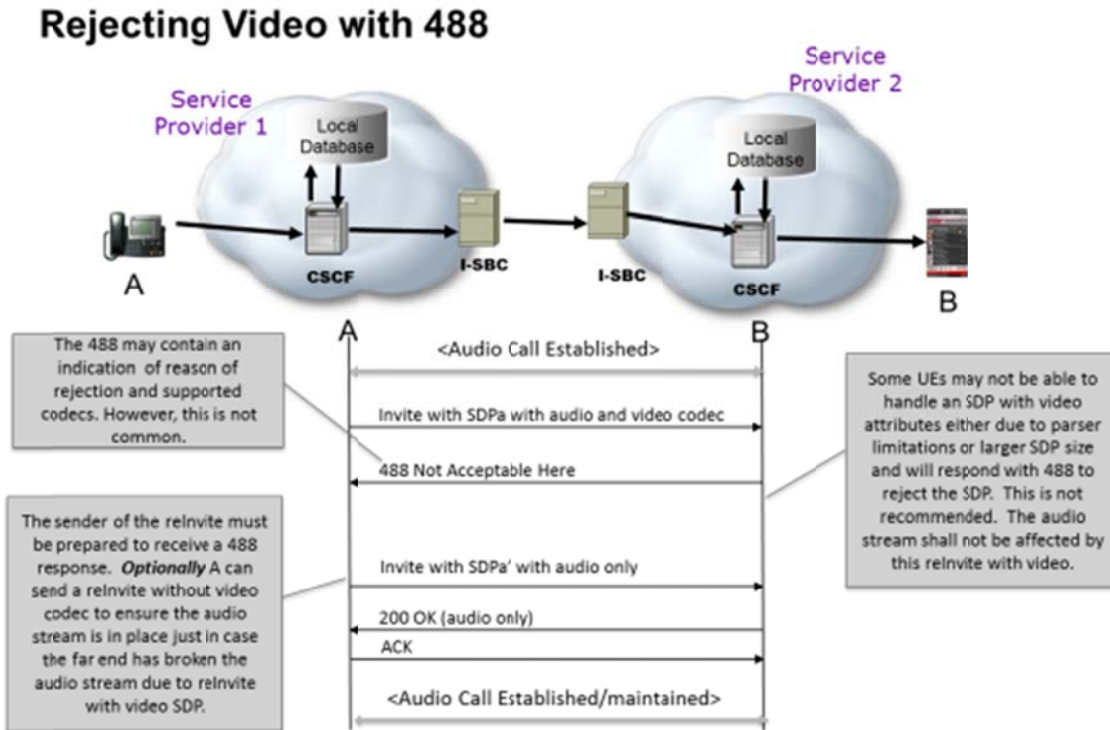 Rejecting Video with 488
Service
Provider 1
Service
Provider 2
Local
Database
Local
Database
CSCF
I-SBC
I-SBC
CSCF
A
B
A
B
<Audio Call Established>
The 488 may contain an
indication of reason of
rejection and supported
codecs. However, this is not
common.
Invite with SDPa with audio and video codec
488 Not Acceptable Here
Some UEs may not be able to
handle an SDP with video
attributes either due to parser
limitations or larger SDP size
and will respond with 488 to
reject the SDP. This is not
recommended. The audio
stream shall not be affected by
this reInvite with video.
The sender of the reInvite must
be prepared to receive a 488
response. Optionally A can
send a reInvite without video
codec to ensure the audio
stream is in place just in case
the far end has broken the
audio stream due to reInvite
with video SDP.
Invite with SDPa' with audio only
200 OK (audio only)
ACK
<Audio Call Established/maintained>